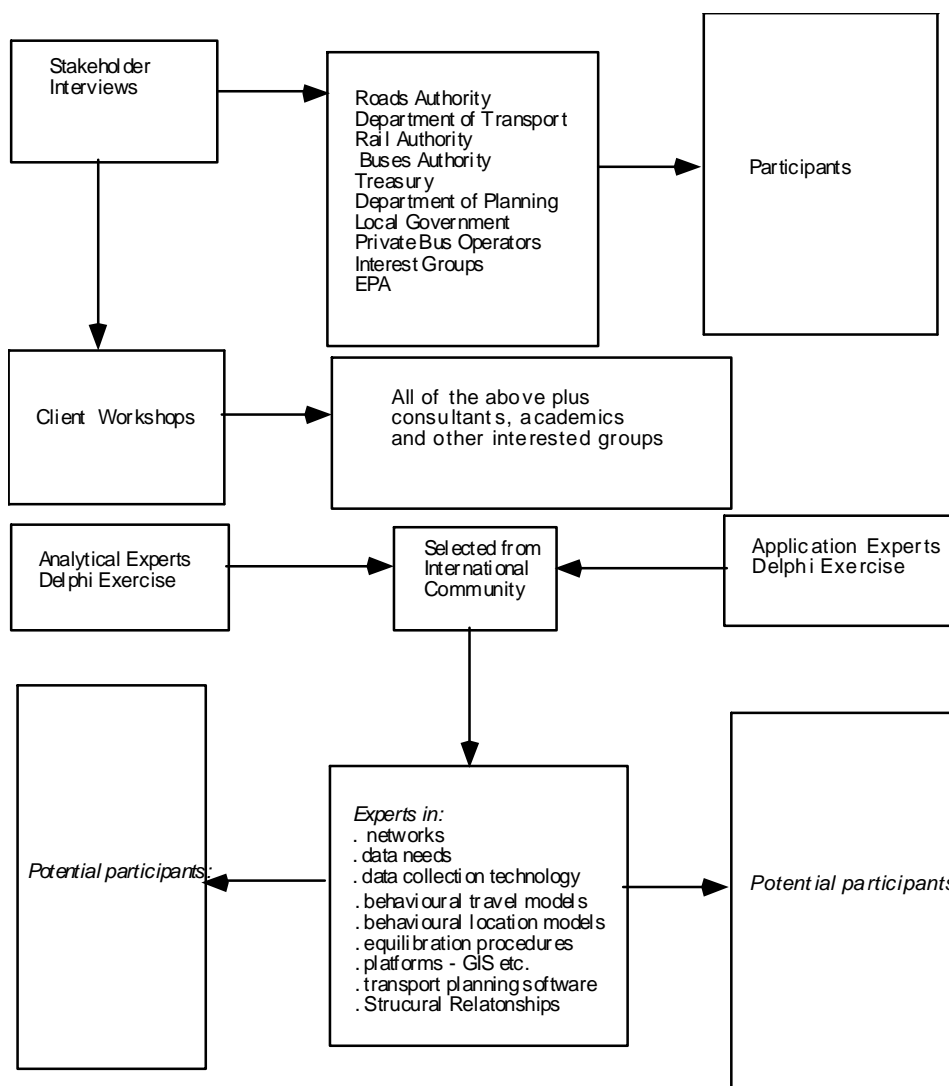 Stakeholder
Interviews
Roads Authority
Department of Transport
Rail Authority
Buses Authority
Treasury
Department of Planning
Local Government
Private Bus Operators
Interest Groups
EPA
Participants
Client Workshops
All of the above plus
consultants, academics
and other interested groups
Analytical Experts
Delphi Exercise
Selected from
International
Community
Application Experts
Delphi Exercise
Potential participants:
Experts in:
. networks
. data needs
. data collection technology
. behavioural travel models
. behavioural location models
. equilibration procedures
. platforms - GIS etc.
. transport planning software
. Strucural Relatonships
Potential participants